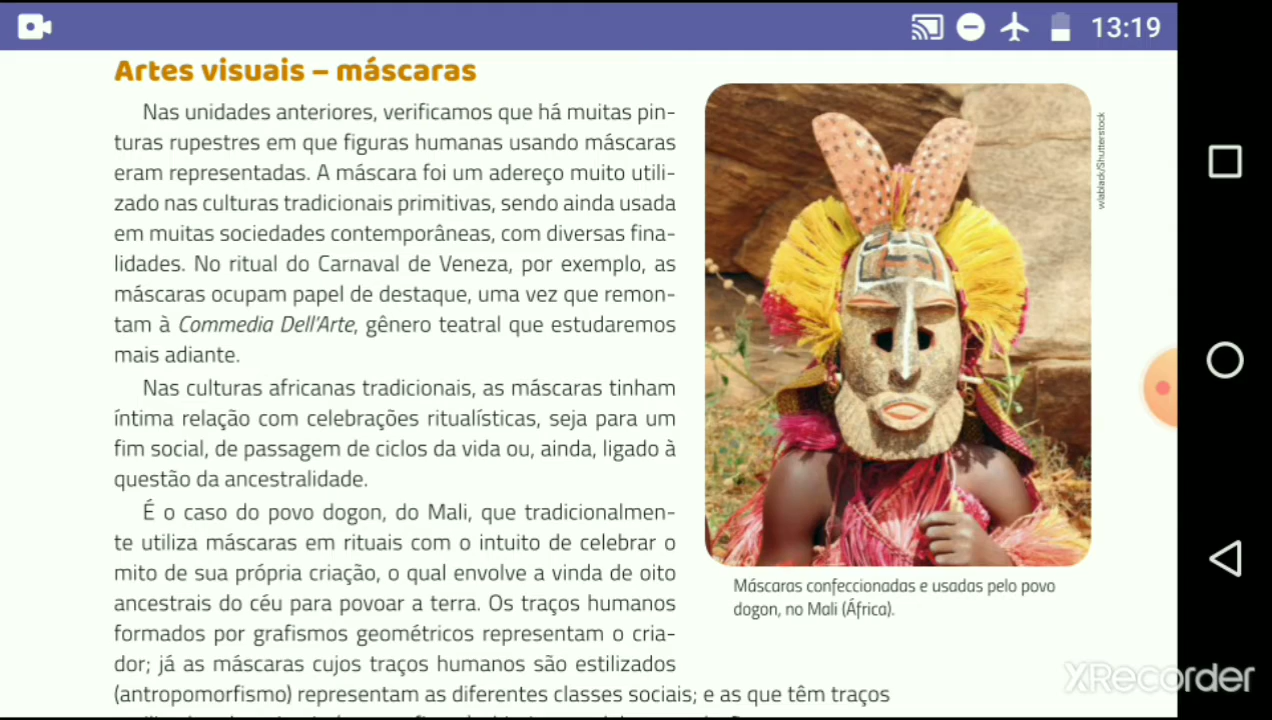 13:19
Artes visuais – máscaras
Nas unidades anteriores, verificamos que há muitas pin-
turas rupestres em que figuras humanas usando máscaras
eram representadas. A máscara foi um adereço muito utili-
zado nas culturas tradicionais primitivas, sendo ainda usada
em muitas sociedades contemporâneas, com diversas fina-
lidades. No ritual do Carnaval de Veneza, por exemplo, as
máscaras ocupam papel de destaque, uma vez que remon-
tam à Commedia Dell'Arte, gênero teatral que estudaremos
mais adiante.
Nas culturas africanas tradicionais, as máscaras tinham
íntima relação com celebrações ritualísticas, seja para um
fim social, de passagem de ciclos da vida ou, ainda, ligado à
questão da ancestralidade.
É o caso do povo dogon, do Mali, que tradicionalmen-
te utiliza máscaras em rituais com o intuito de celebrar o
mito de sua própria criação, o qual envolve a vinda de oito
ancestrais do céu para povoar a terra. Os traços humanos
formados por grafismos geométricos representam o cria-
dor; já as máscaras cujos traços humanos são estilizados
(antropomorfismo) representam as diferentes classes sociais; e as que têm traços
wiablack/Shutterstock
Máscaras confeccionadas e usadas pelo povo
dogon, no Mali (África).
XRecorder